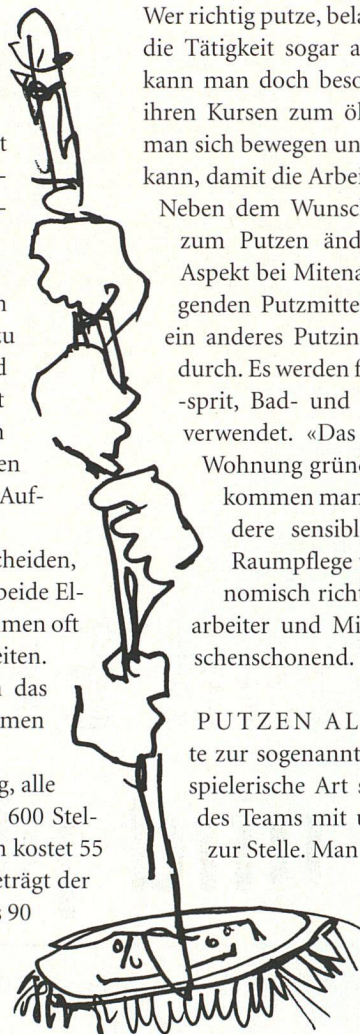 t
-
-
n
u
d
t
n
en
Auf-
cheiden,
beide El-
men oft
eiten.
das
men
g, alle
600 Stel-
n kostet 55
eträgt der
s 90
Wer richtig putze, bela
die Tätigkeit sogar a
kann man doch beso
ihren Kursen zum öl
man sich bewegen un
kann, damit die Arbei
Neben dem Wunsch
zum Putzen änd
Aspekt bei Mitena
genden Putzmitte
ein anderes Putzin
durch. Es werden f
-sprit, Bad- und
verwendet. «Das
Wohnung gründ
kommen man
dere sensibl
Raumpflege
nomisch richt
arbeiter und Mi
schenschonend.
PUTZEN AL
te zur sogenannt
spielerische Art s
des Teams mit u
zur Stelle. Man